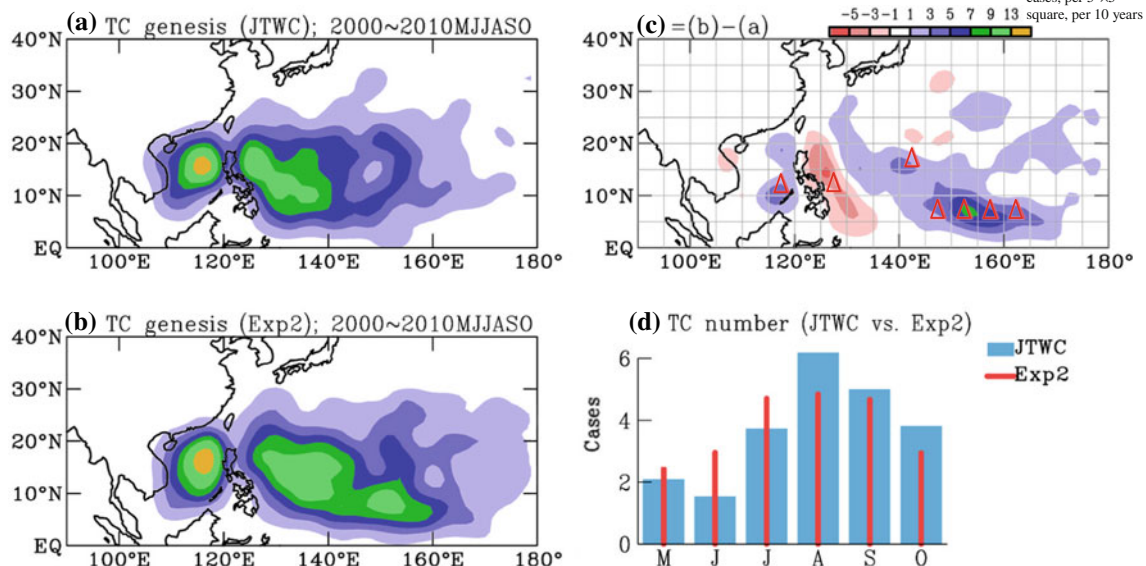 (a) TC genesis (JTWC); 2000~2010MJJASO
40°N
30°N
20°N
10°N
EQ
100°E 120°E 140°E 160°E 180°
(c) =(b)-(a)
square, per 10 years
-5 -3 -1 1 3 5 7 9 13
40°N
30°N
20°N
10°N
EQ
100°E 120°E 140°E 160°E 180°
(b) TC genesis (Exp2); 2000~2010MJJASO
40°N
30°N
20°N
10°N
EQ
100°E 120°E 140°E 160°E 180°
(d) TC number (JTWC vs. Exp2)
JTWC
Exp2
Cases
6
4
2
0
M J J A S O